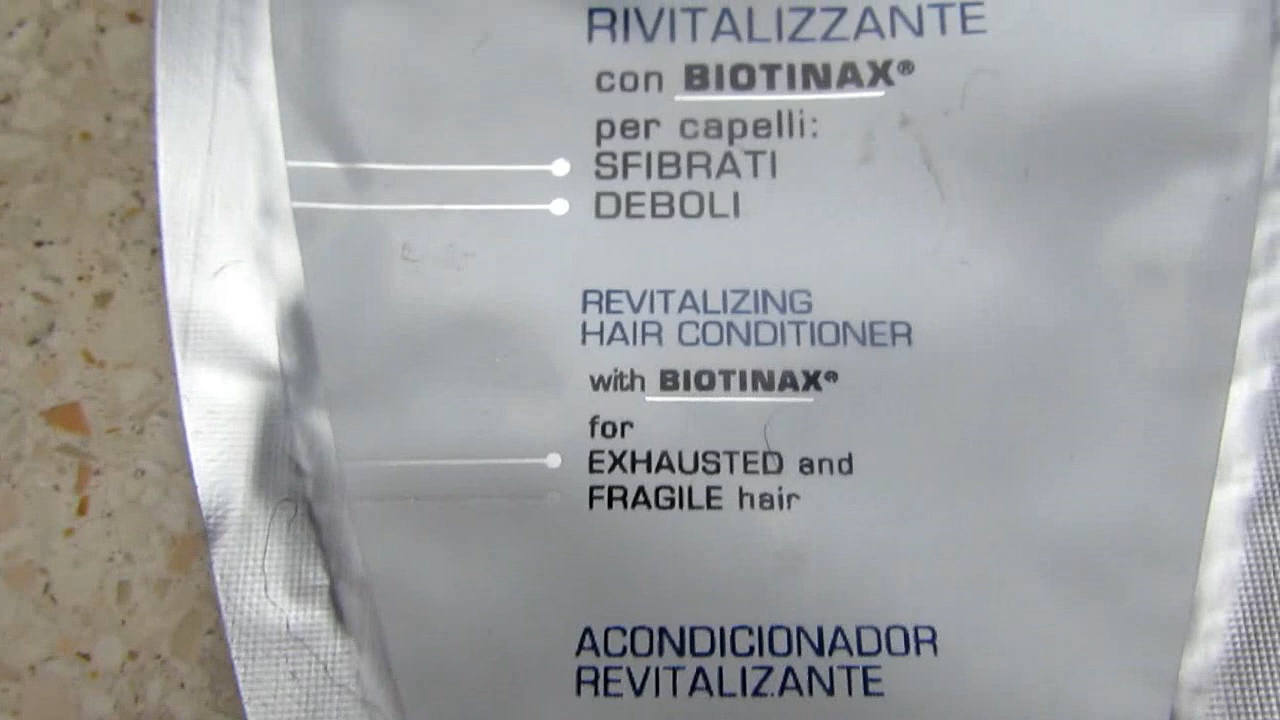 RIVITALIZZANTE
con BIOTINAX®
per capelli:
SFIBRATI
DEBOLI
REVITALIZING
HAIR CONDITIONER
with BIOTINAX®
for
EXHAUSTED and
FRAGILE hair
ACONDICIONADOR
REVITALIZANTE